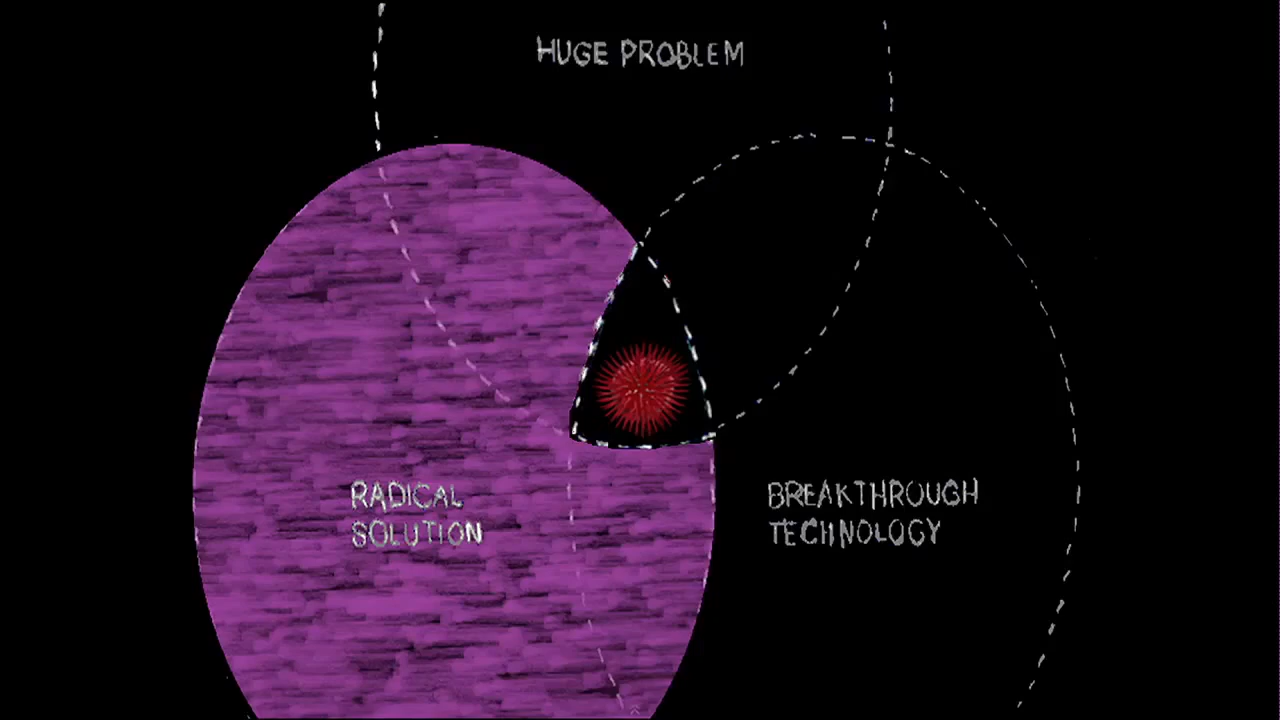 HUGE PROBLEM
RADICAL
SOLUTION
BREAKTHROUGH
TECHNOLOGY